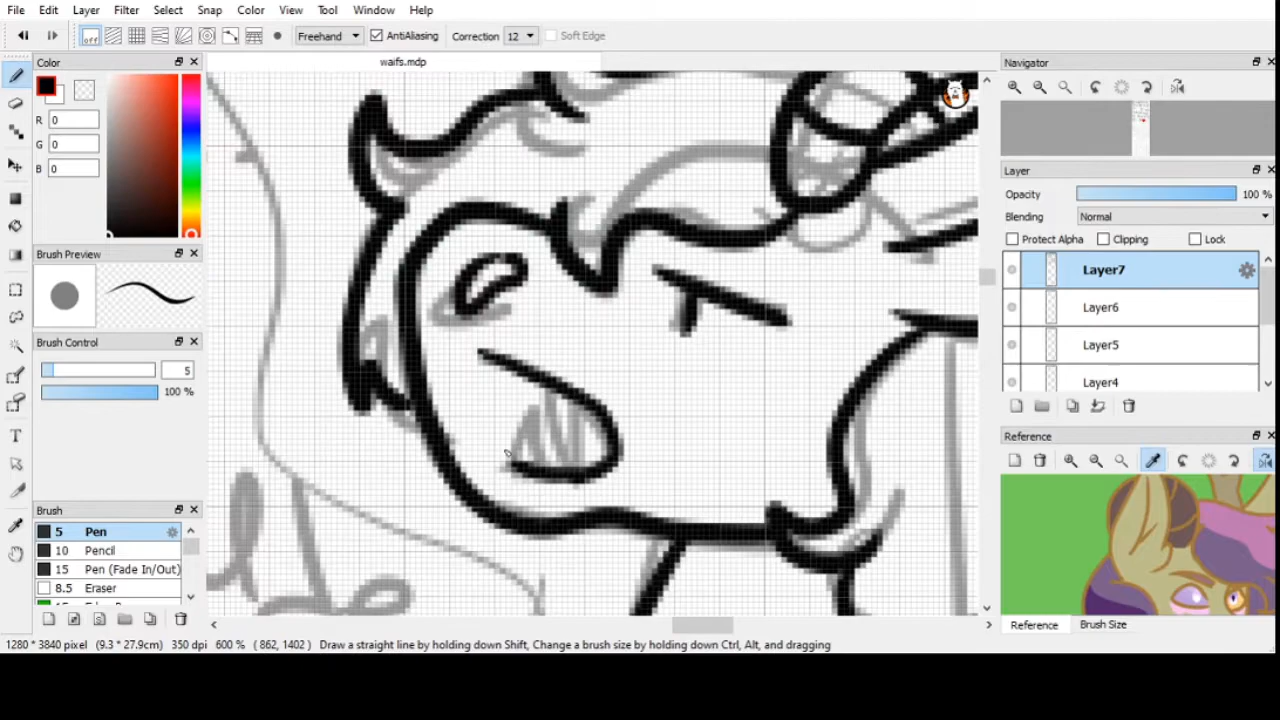 File Edit Layer Filter Select Snap Color View Tool Window Help
off Freehand AntiAliasing Correction 12 Soft Edge
Color
waifs.mdp
Navigator
R 0
G 0
B 0
Layer
Opacity 100 %
Blending Normal
Protect Alpha Clipping Lock
Brush Preview
Layer7
Layer6
Layer5
Layer4
Brush Control
5
100 %
Reference
Brush
5 Pen
10 Pencil
15 Pen (Fade In/Out)
8.5 Eraser
Reference Brush Size
1280 * 3840 pixel (9.3 * 27.9cm) 350 dpi 600 % ( 862, 1402 ) Draw a straight line by holding down Shift, Change a brush size by holding down Ctrl, Alt, and dragging